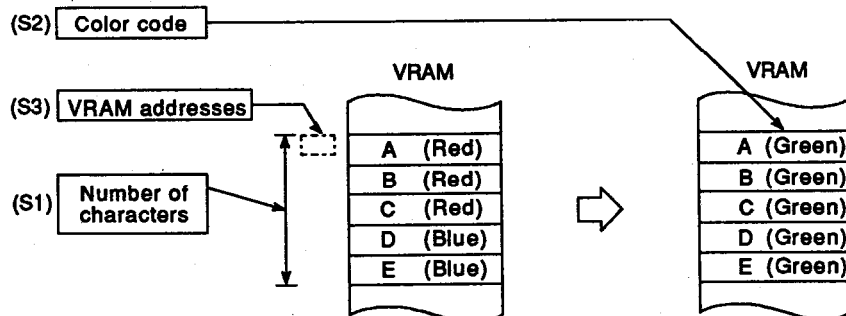 (S2) Color code
VRAM VRAM
(S3) VRAM addresses
A (Red) A (Green)
B (Red) B (Green)
(S1) Number of characters
C (Red) C (Green)
D (Blue) D (Green)
E (Blue) E (Green)